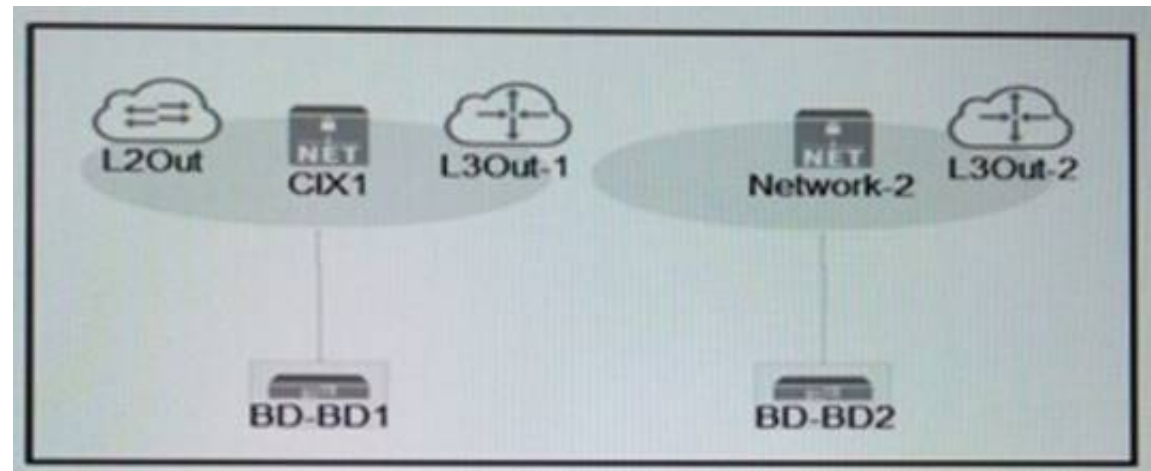 L2Out
NET
CIX1
L3Out-1
NET
Network-2
L3Out-2
BD-BD1
BD-BD2